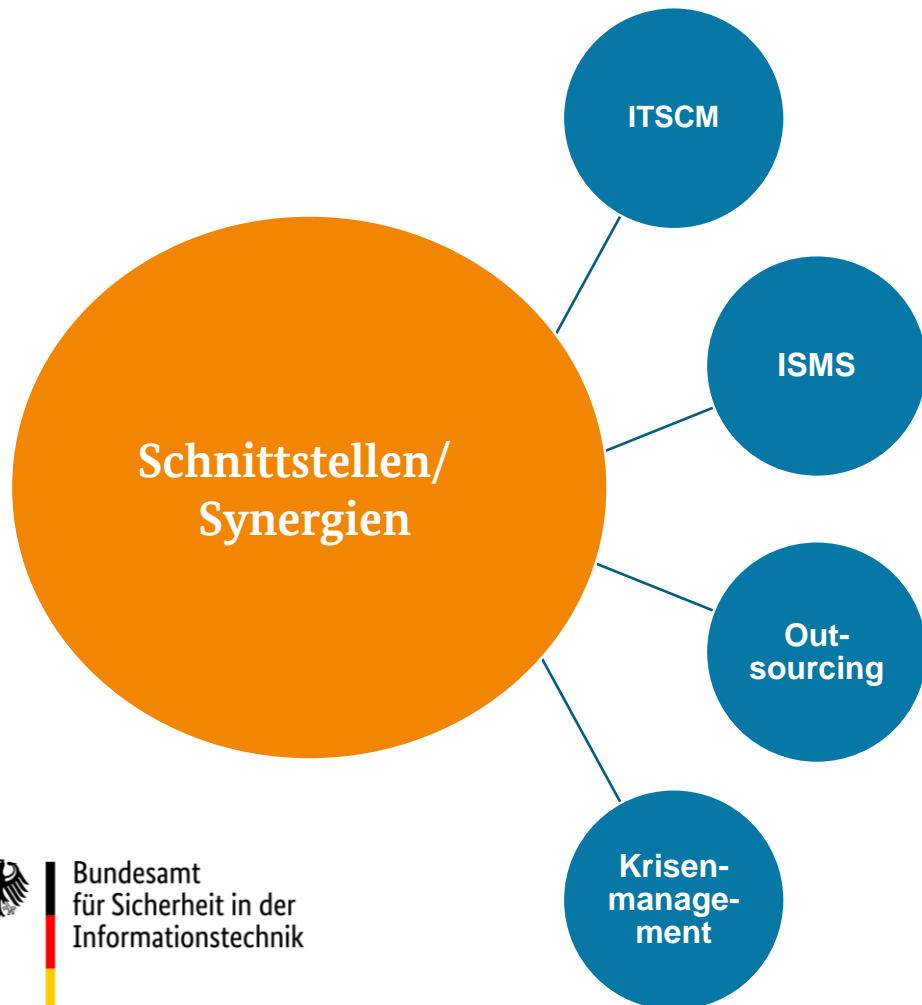 ITSCM
ISMS
Schnittstellen/
Synergien
Out-
sourcing
Krisen-
manage-
ment
Bundesamt
für Sicherheit in der
Informationstechnik